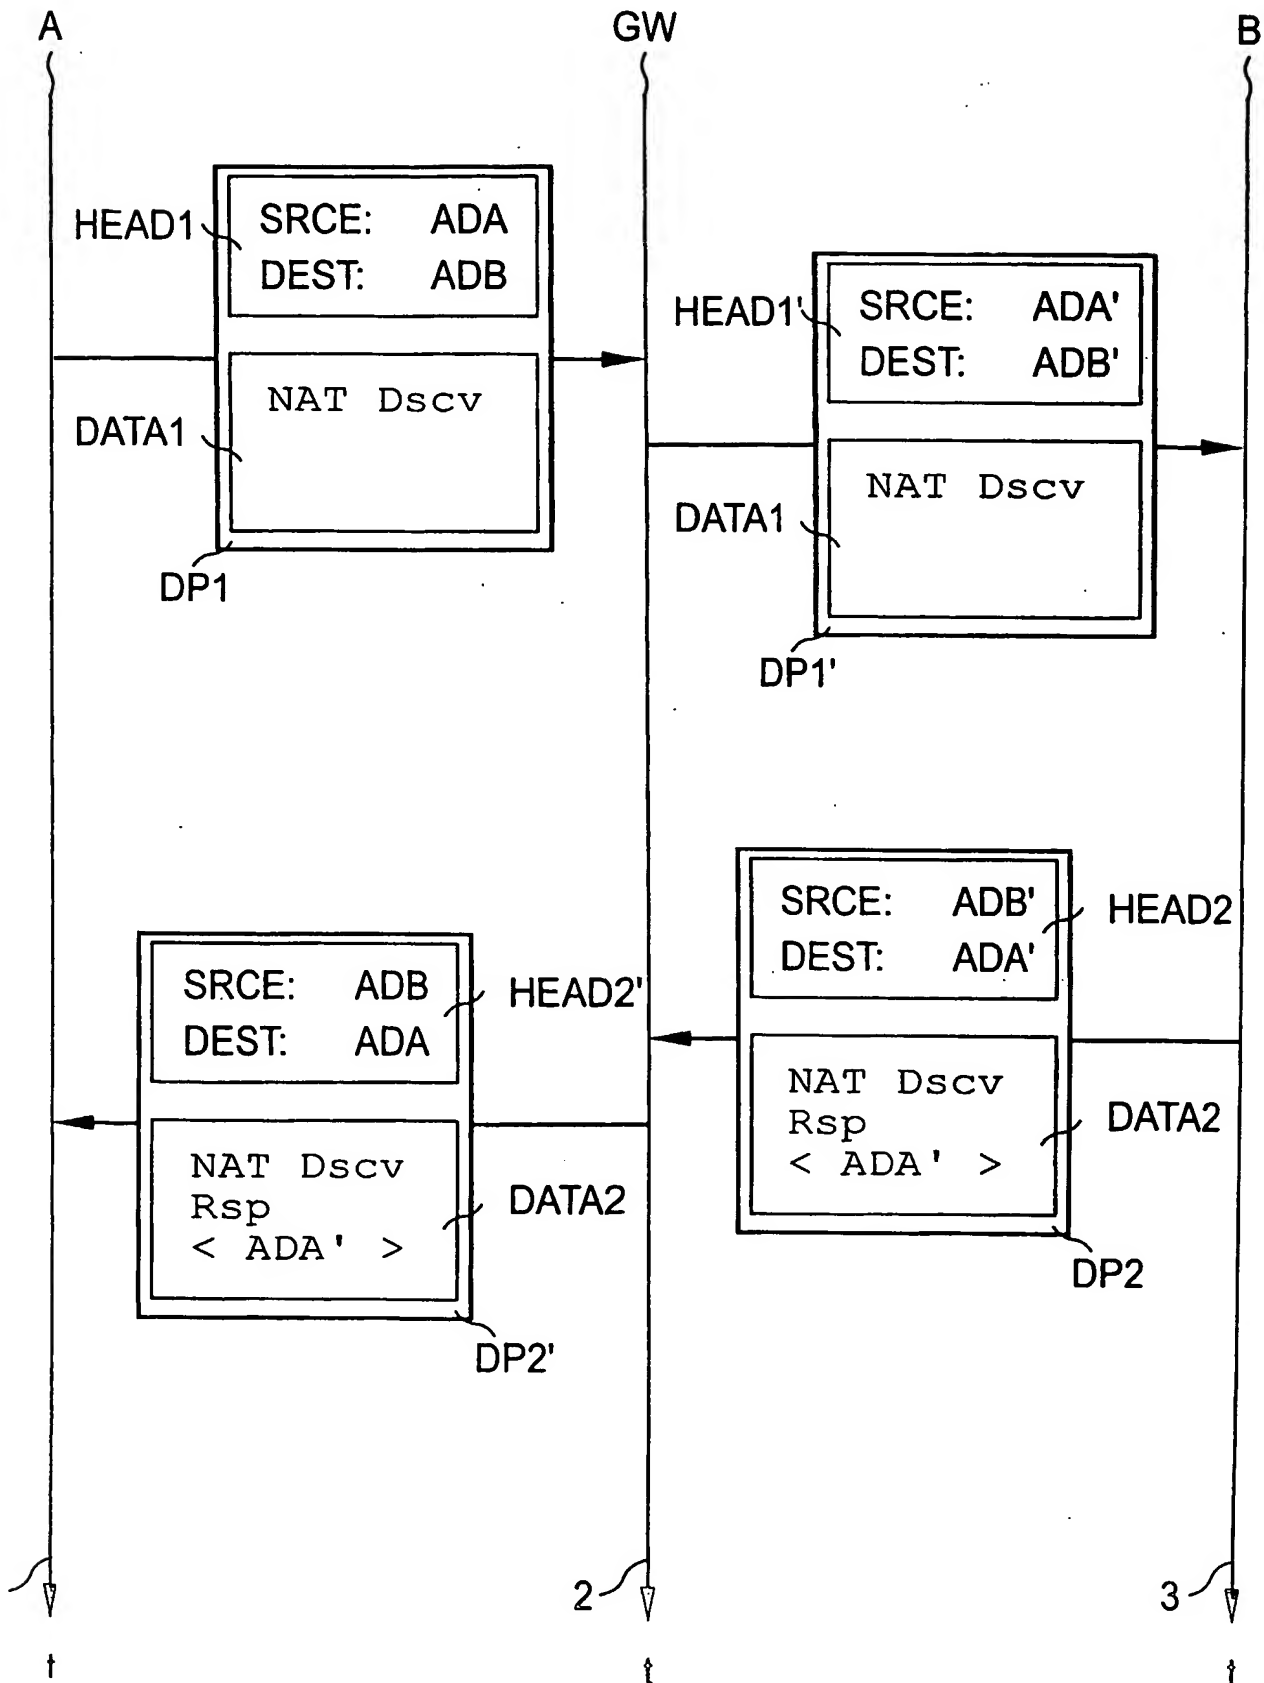 A
GW
B
HEAD1
SRCE: ADA
DEST: ADB
DATA1
NAT Dscv
DP1
HEAD1'
SRCE: ADA'
DEST: ADB'
DATA1
NAT Dscv
DP1'
SRCE: ADB'
DEST: ADA'
HEAD2
NAT Dscv
Rsp
< ADA' >
DATA2
DP2
SRCE: ADB
DEST: ADA
HEAD2'
NAT Dscv
Rsp
< ADA' >
DATA2
DP2'
2
3
t
t
t